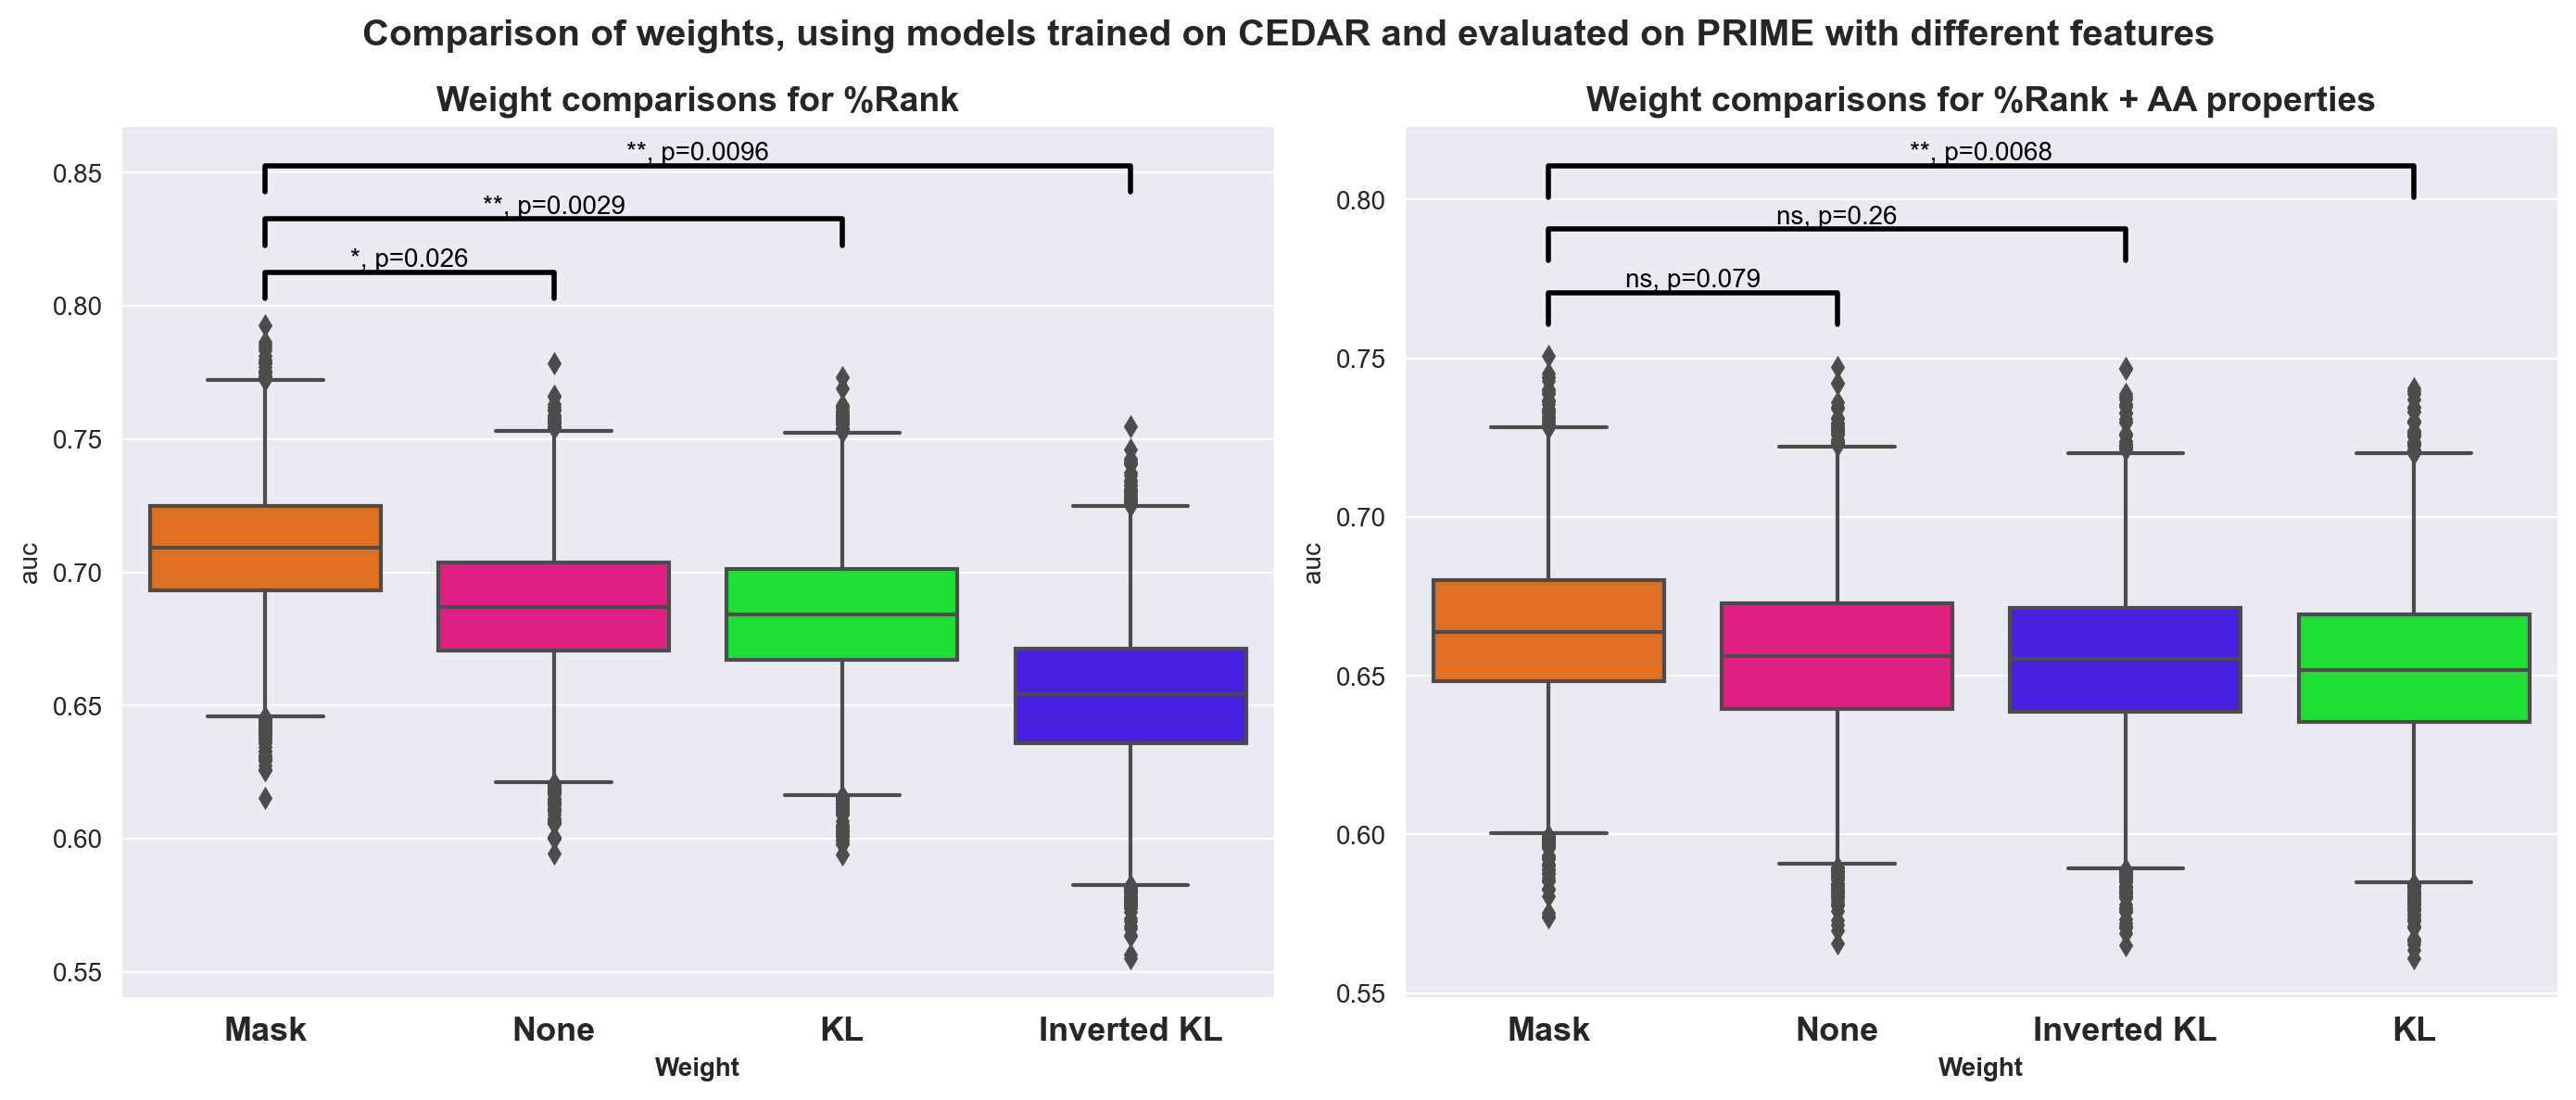 Comparison of weights, using models trained on CEDAR and evaluated on PRIME with different features
Weight comparisons for %Rank
**, p=0.0096
**, p=0.0029
*, p=0.026
0.85
0.80
0.75
0.70
0.65
0.60
0.55
auc
Mask
None
KL
Inverted KL
Weight
Weight comparisons for %Rank + AA properties
**, p=0.0068
ns, p=0.26
ns, p=0.079
0.80
0.75
0.70
0.65
0.60
0.55
auc
Mask
None
Inverted KL
KL
Weight